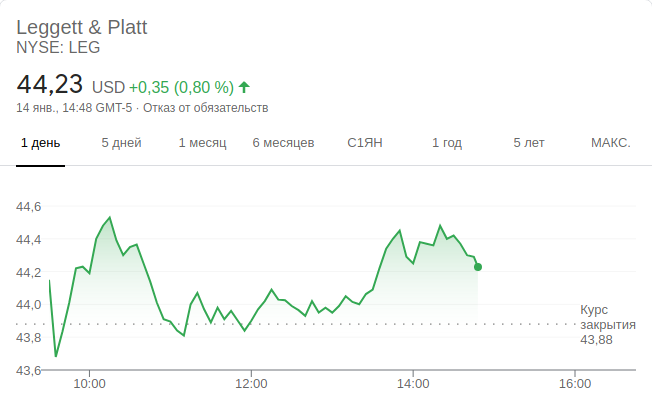 Leggett & Platt
NYSE: LEG
44,23 USD +0,35 (0,80 %)
14 янв., 14:48 GMT-5 · Отказ от обязательств
1 день 5 дней 1 месяц 6 месяцев С1ЯН 1 год 5 лет МАКС.
44,6
44,4
44,2
44,0
Курс
закрытия
43,88
43,8
43,6
10:00 12:00 14:00 16:00